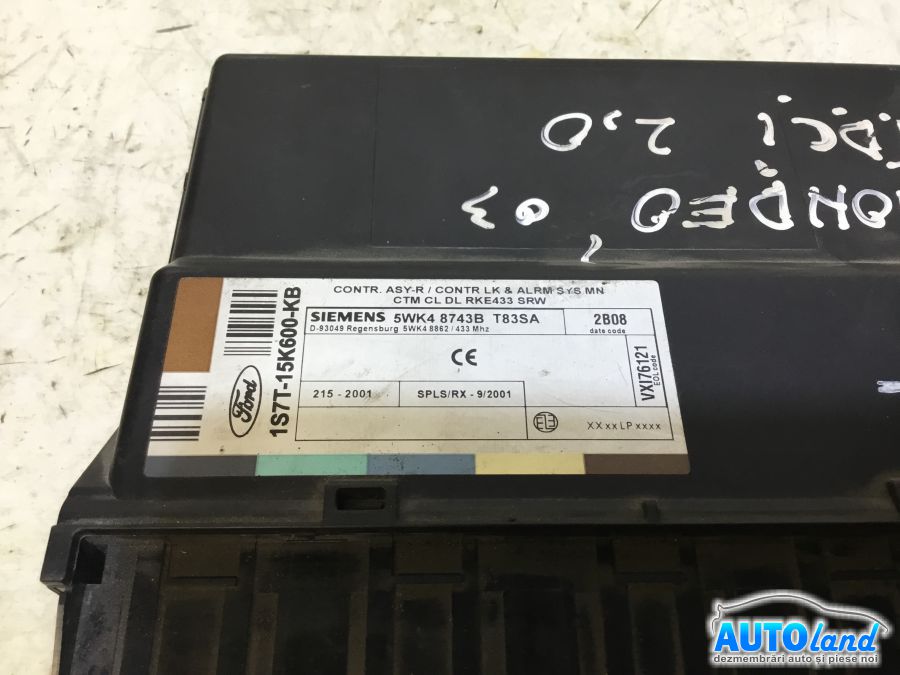 2,0 TDCI
MONDEO '03
CONTR. ASY-R / CONTR LK & ALRM SYS MN
CTM CL DL RKE433 SRW
SIEMENS 5WK4 8743B T83SA
D-93049 Regensburg 5WK4 8862 / 433 Mhz
2B08
date code
CE
VXI76121
EOL code
215 - 2001
SPLS/RX - 9/2001
XXxxLPxxxx
Ford
1S7T-15K600-KB
AUTOland
dezmembrări auto și piese noi